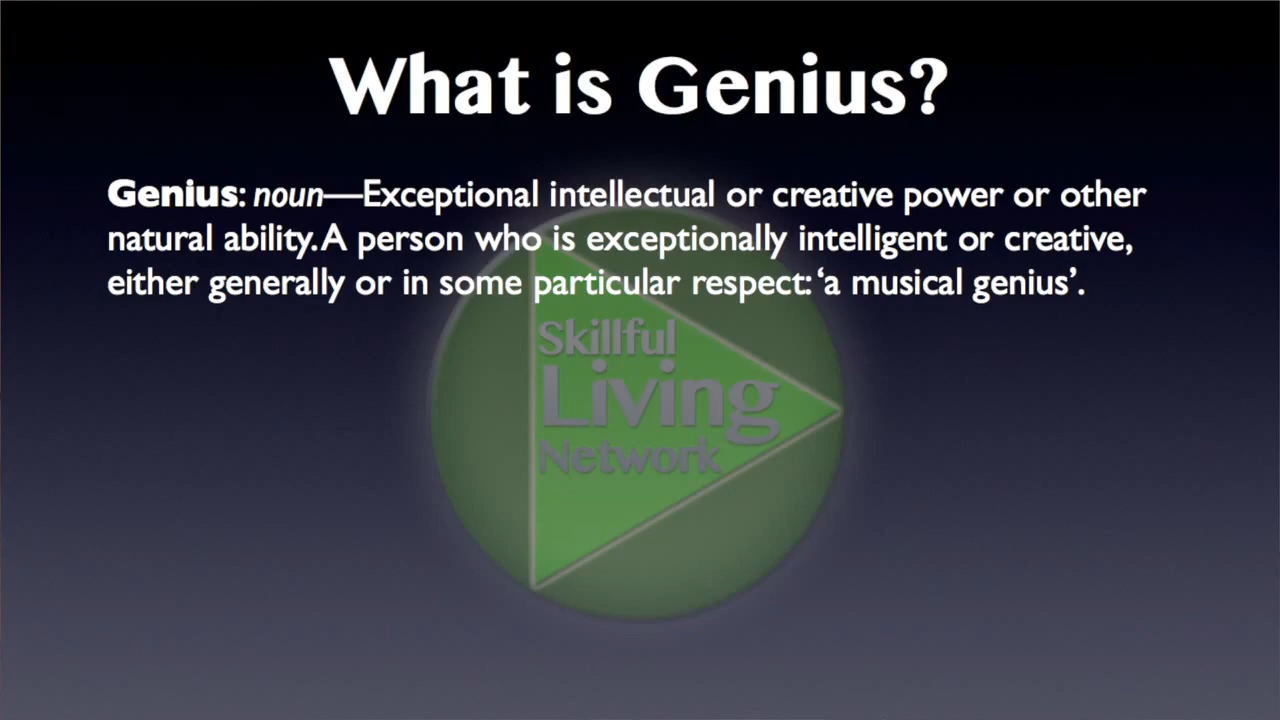 What is Genius?
Genius: noun—Exceptional intellectual or creative power or other
natural ability. A person who is exceptionally intelligent or creative,
either generally or in some particular respect: ‘a musical genius’.
Skillful
Living
Network